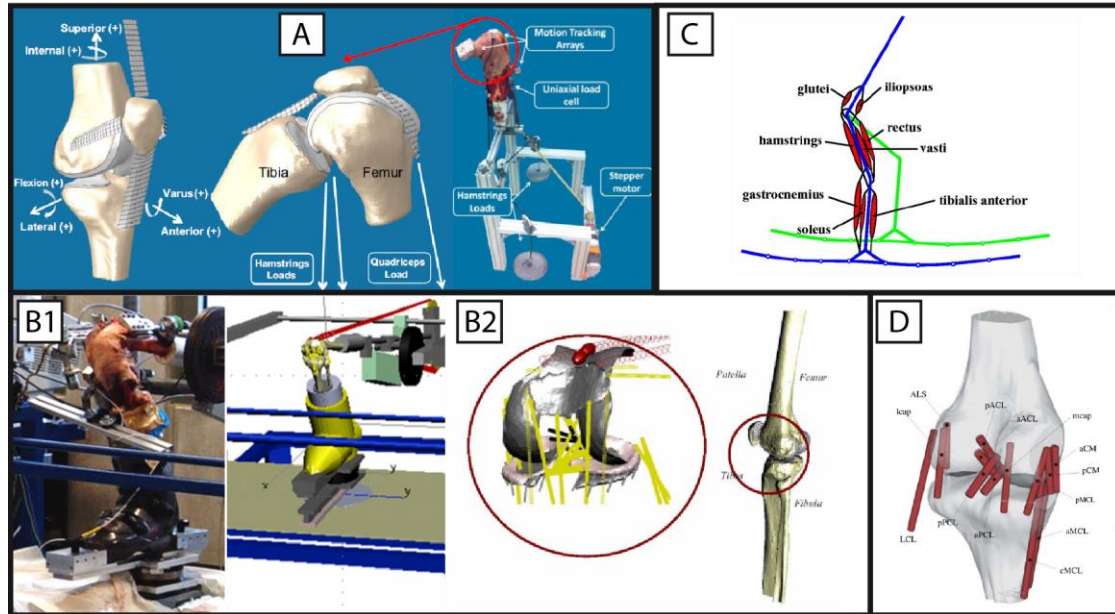 A
Superior (+)
Internal (+)
Flexion (+)
Lateral (+)
Varus (+)
Anterior (+)
Tibia
Femur
Hamstrings
Loads
Quadriceps
Load
Motion Tracking
Arrays
Uniaxial load
cell
Hamstrings
Loads
Stepper
motor
C
glutei
iliopsoas
rectus
hamstrings
vasti
gastrocnemius
tibialis anterior
soleus
B1
x
y
y
B2
Patella
Femur
Tibia
Fibula
D
ALS
lcap
pACL
aACL
mcap
aCM
pCM
pMCL
pPCL
aPCL
aMCL
LCL
cMCL